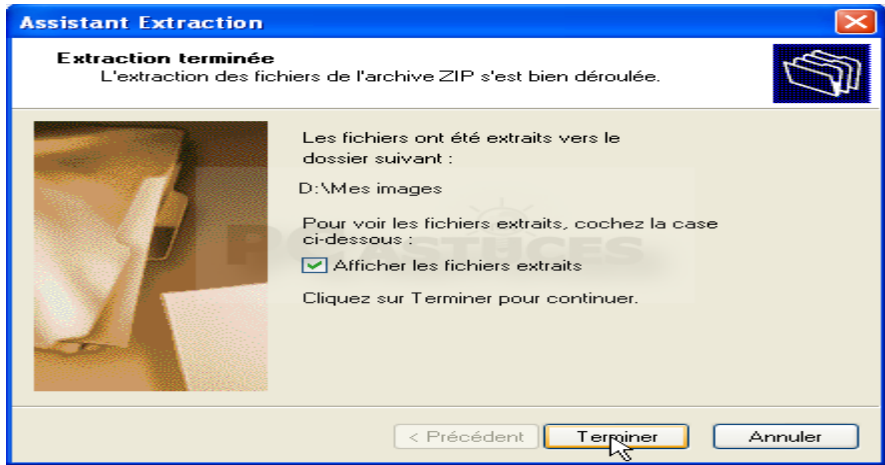 Assistant Extraction
Extraction terminée
L'extraction des fichiers de l'archive ZIP s'est bien déroulée.
Les fichiers ont été extraits vers le
dossier suivant :
D:\Mes images
Pour voir les fichiers extraits, cochez la case
ci-dessous :
PC ASTUCES
Afficher les fichiers extraits
Cliquez sur Terminer pour continuer.
< Précédent Terminer Annuler